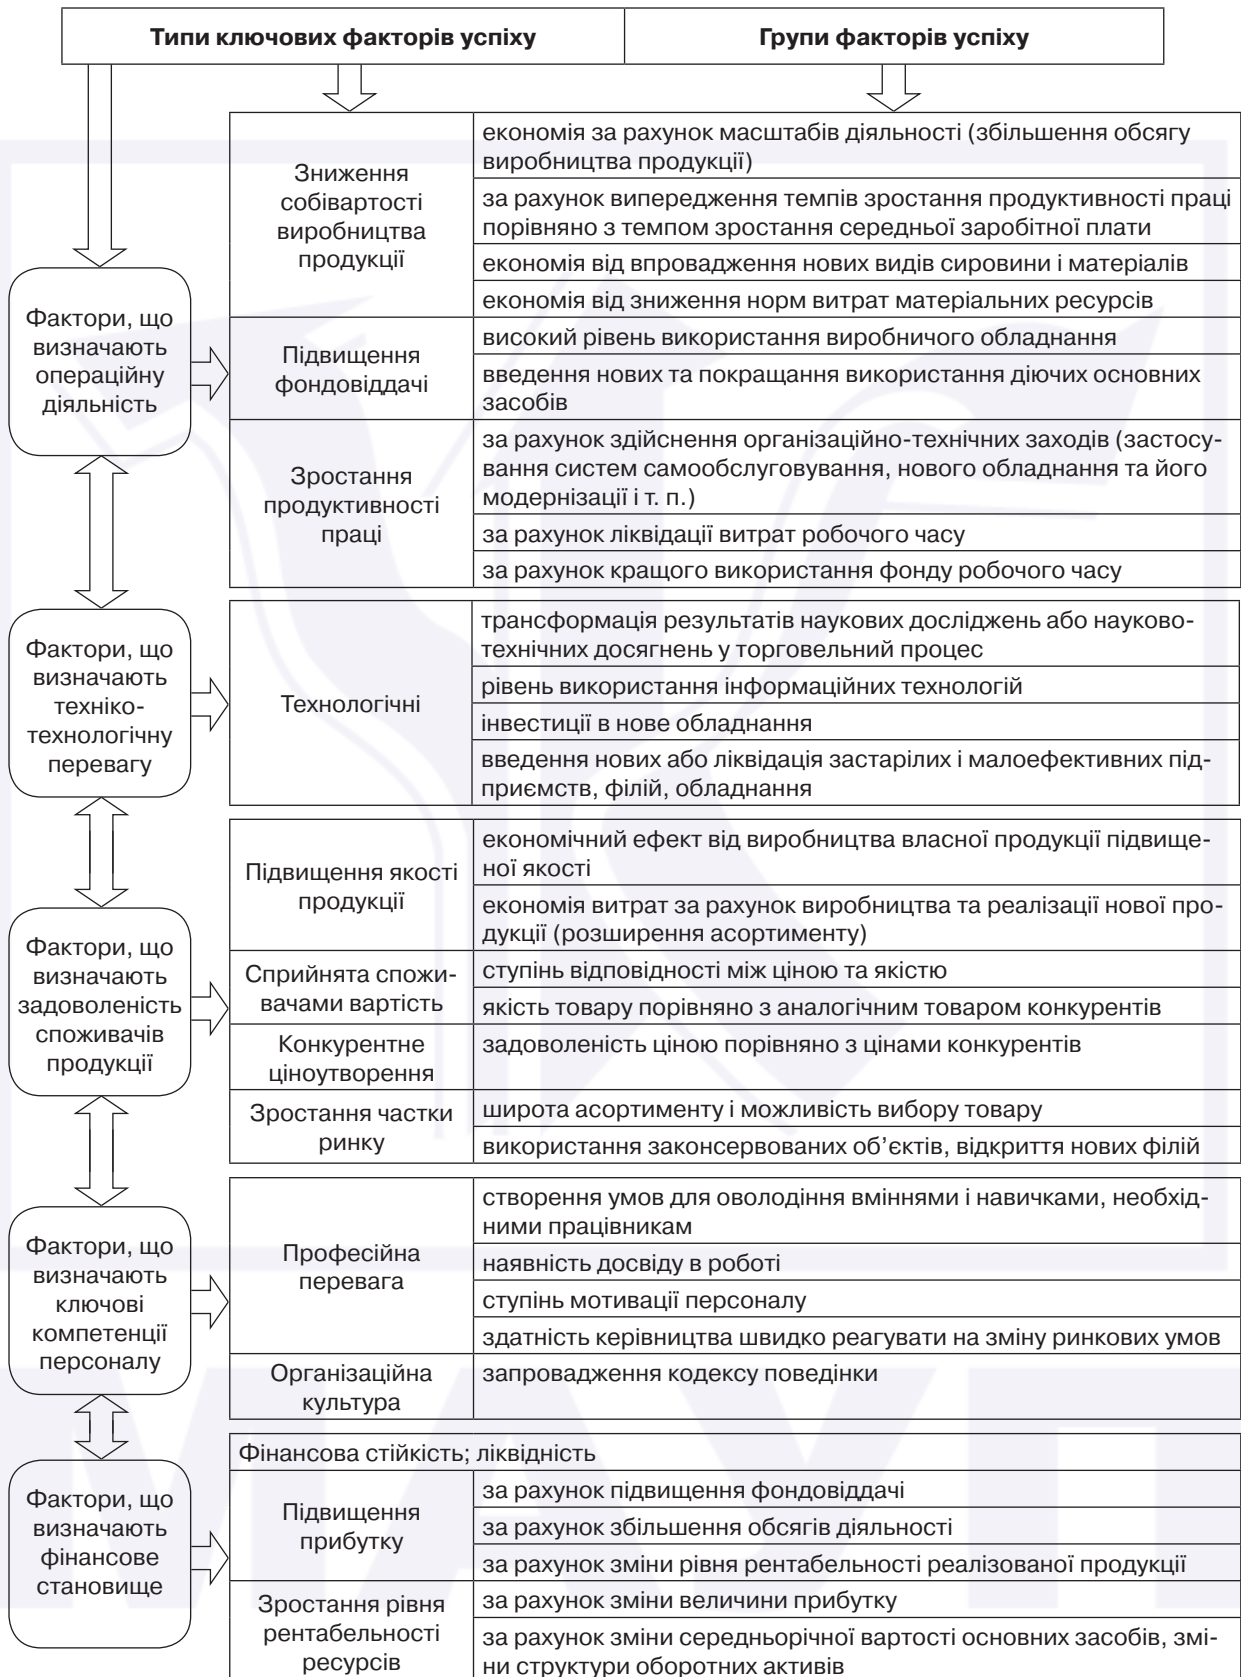 Типи ключових факторів успіху
Групи факторів успіху
Фактори, що
визначають
операційну
діяльність
Зниження
собівартості
виробництва
продукції
економія за рахунок масштабів діяльності (збільшення обсягу
виробництва продукції)
за рахунок випередження темпів зростання продуктивності праці
порівняно з темпом зростання середньої заробітної плати
економія від впровадження нових видів сировини і матеріалів
економія від зниження норм витрат матеріальних ресурсів
Підвищення
фондовіддачі
високий рівень використання виробничого обладнання
введення нових та покращання використання діючих основних
засобів
Зростання
продуктивності
праці
за рахунок здійснення організаційно-технічних заходів (застосу-
вання систем самообслуговування, нового обладнання та його
модернізації і т. п.)
за рахунок ліквідації витрат робочого часу
за рахунок кращого використання фонду робочого часу
Фактори, що
визначають
техніко-
технологічну
перевагу
Технологічні
трансформація результатів наукових досліджень або науково-
технічних досягнень у торговельний процес
рівень використання інформаційних технологій
інвестиції в нове обладнання
введення нових або ліквідація застарілих і малоефективних під-
приємств, філій, обладнання
Фактори, що
визначають
задоволеність
споживачів
продукції
Підвищення якості
продукції
економічний ефект від виробництва власної продукції підвище-
ної якості
економія витрат за рахунок виробництва та реалізації нової про-
дукції (розширення асортименту)
Сприйнята спожи-
вачами вартість
ступінь відповідності між ціною та якістю
якість товару порівняно з аналогічним товаром конкурентів
Конкурентне
ціноутворення
задоволеність ціною порівняно з цінами конкурентів
Зростання частки
ринку
широта асортименту і можливість вибору товару
використання законсервованих об’єктів, відкриття нових філій
Фактори, що
визначають
ключові
компетенції
персоналу
Професійна
перевага
створення умов для оволодіння вміннями і навичками, необхід-
ними працівникам
наявність досвіду в роботі
ступінь мотивації персоналу
здатність керівництва швидко реагувати на зміну ринкових умов
Організаційна
культура
запровадження кодексу поведінки
Фактори, що
визначають
фінансове
становище
Фінансова стійкість; ліквідність
Підвищення
прибутку
за рахунок підвищення фондовіддачі
за рахунок збільшення обсягів діяльності
за рахунок зміни рівня рентабельності реалізованої продукції
Зростання рівня
рентабельності
ресурсів
за рахунок зміни величини прибутку
за рахунок зміни середньорічної вартості основних засобів, змі-
ни структури оборотних активів
МАУП